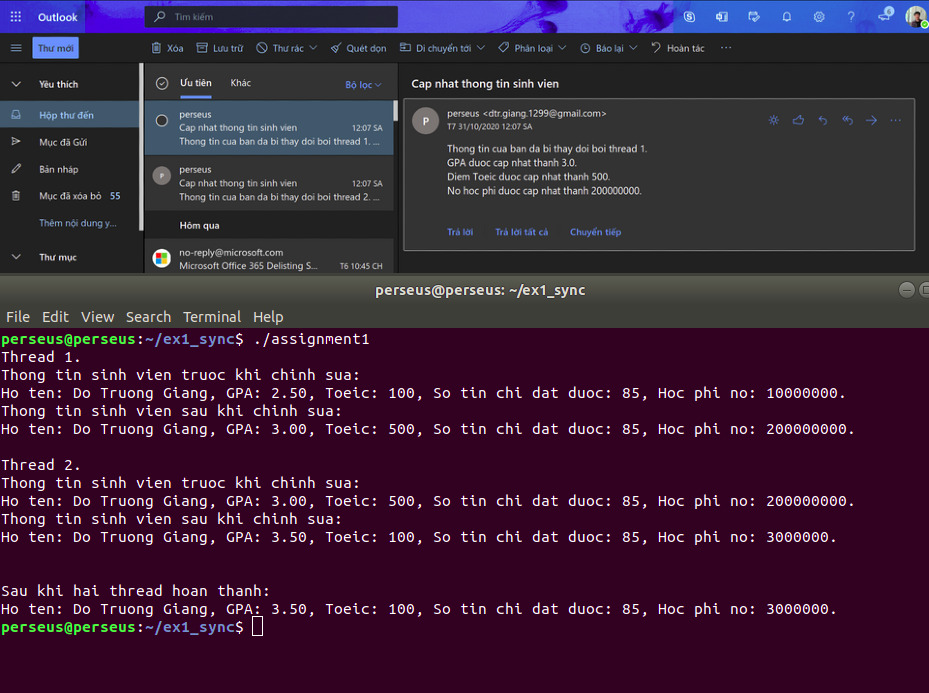 Outlook
Tìm kiếm
6
Thư mới
Xóa
Lưu trữ
Thư rác
Quét dọn
Di chuyển tới
Phân loại
Báo lại
Hoàn tác
Yêu thích
Hộp thư đến
Mục đã Gửi
Bản nháp
Mục đã xóa bỏ 55
Thêm nội dung y...
Thư mục
Ưu tiên
Khác
Bộ lọc
perseus
Cap nhat thong tin sinh vien 12:07 SA
Thong tin cua ban da bi thay doi boi thread 1. ...
P
perseus
Cap nhat thong tin sinh vien 12:07 SA
Thong tin cua ban da bi thay doi boi thread 2. ...
Hôm qua
no-reply@microsoft.com
Microsoft Office 365 Delisting S... T6 10:45 CH
Cap nhat thong tin sinh vien
P
perseus <dtr.giang.1299@gmail.com>
T7 31/10/2020 12:07 SA
Thong tin cua ban da bi thay doi boi thread 1.
GPA duoc cap nhat thanh 3.0.
Diem Toeic duoc cap nhat thanh 500.
No hoc phi duoc cap nhat thanh 200000000.
Trả lời
Trả lời tất cả
Chuyển tiếp
perseus@perseus: ~/ex1_sync
File Edit View Search Terminal Help
perseus@perseus:~/ex1_sync$ ./assignment1
Thread 1.
Thong tin sinh vien truoc khi chinh sua:
Ho ten: Do Truong Giang, GPA: 2.50, Toeic: 100, So tin chi dat duoc: 85, Hoc phi no: 10000000.
Thong tin sinh vien sau khi chinh sua:
Ho ten: Do Truong Giang, GPA: 3.00, Toeic: 500, So tin chi dat duoc: 85, Hoc phi no: 200000000.
Thread 2.
Thong tin sinh vien truoc khi chinh sua:
Ho ten: Do Truong Giang, GPA: 3.00, Toeic: 500, So tin chi dat duoc: 85, Hoc phi no: 200000000.
Thong tin sinh vien sau khi chinh sua:
Ho ten: Do Truong Giang, GPA: 3.50, Toeic: 100, So tin chi dat duoc: 85, Hoc phi no: 3000000.
Sau khi hai thread hoan thanh:
Ho ten: Do Truong Giang, GPA: 3.50, Toeic: 100, So tin chi dat duoc: 85, Hoc phi no: 3000000.
perseus@perseus:~/ex1_sync$